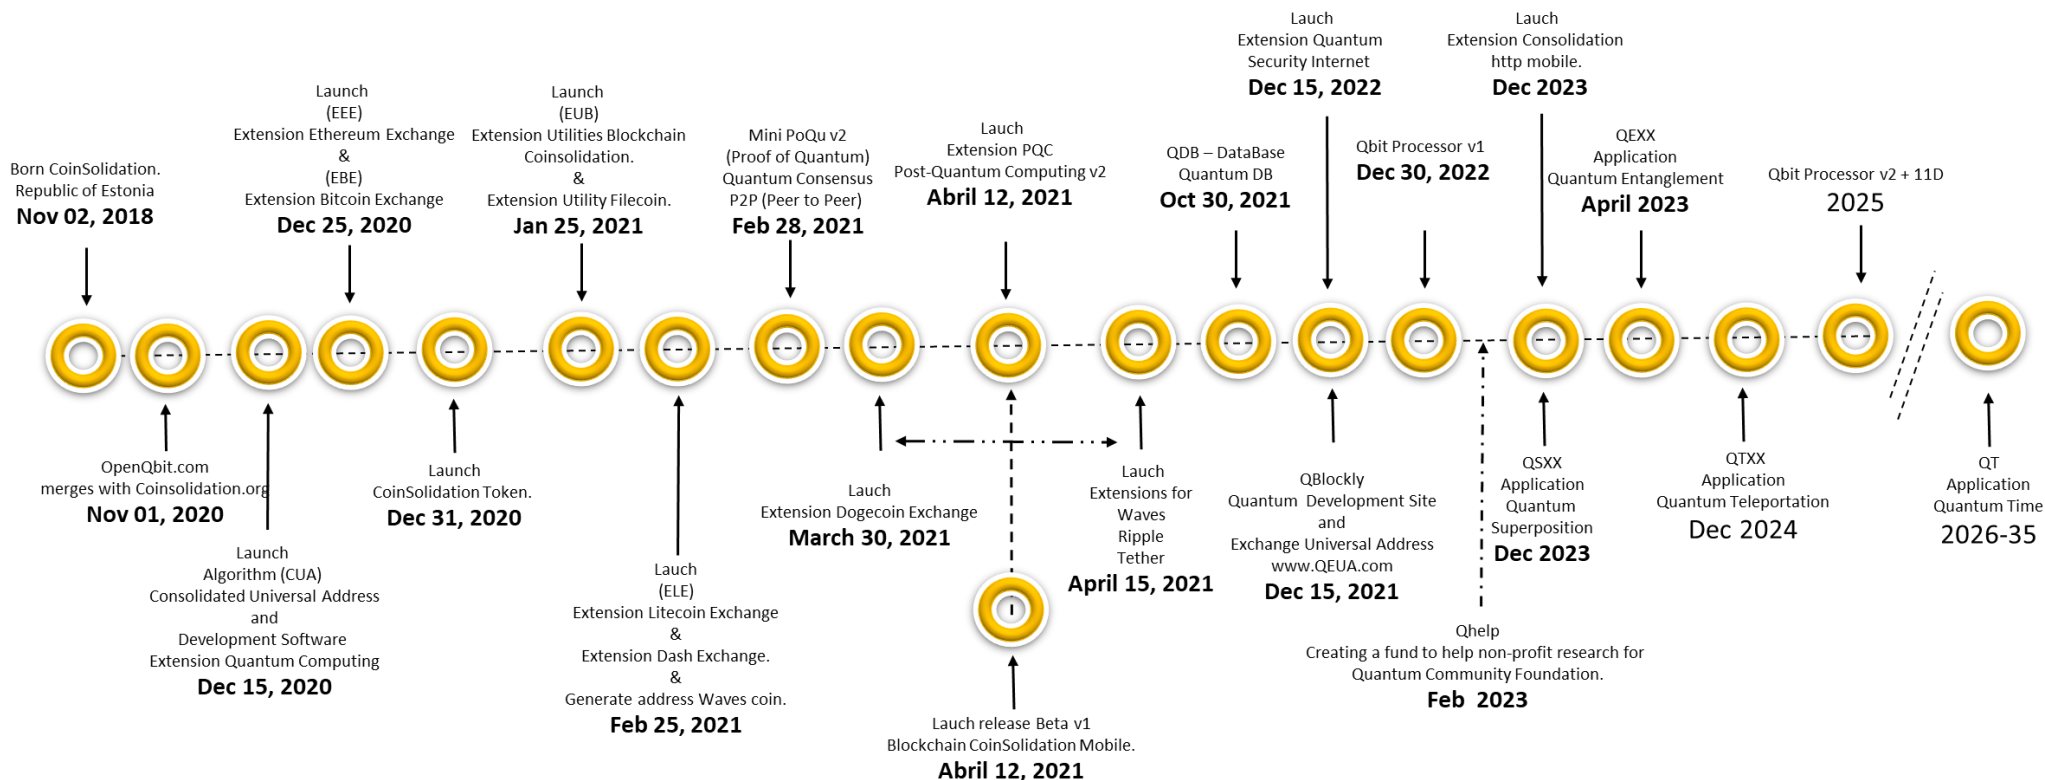 Born CoinSolidation.
Republic of Estonia
Nov 02, 2018
OpenQbit.com
merges with Coinsolidation.org
Nov 01, 2020
Launch
Algorithm (CUA)
Consolidated Universal Address
and
Development Software
Extension Quantum Computing
Dec 15, 2020
Launch
(EEE)
Extension Ethereum Exchange
&
(EBE)
Extension Bitcoin Exchange
Dec 25, 2020
Launch
CoinSolidation Token.
Dec 31, 2020
Launch
(EUB)
Extension Utilities Blockchain
Coinsolidation.
&
Extension Utility Filecoin.
Jan 25, 2021
Lauch
(ELE)
Extension Litecoin Exchange
&
Extension Dash Exchange.
&
Generate address Waves coin.
Feb 25, 2021
Mini PoQu v2
(Proof of Quantum)
Quantum Consensus
P2P (Peer to Peer)
Feb 28, 2021
Lauch
Extension Dogecoin Exchange
March 30, 2021
Lauch
Extension PQC
Post-Quantum Computing v2
Abril 12, 2021
Lauch release Beta v1
Blockchain CoinSolidation Mobile.
Abril 12, 2021
Lauch
Extensions for
Waves
Ripple
Tether
April 15, 2021
QDB – DataBase
Quantum DB
Oct 30, 2021
Lauch
Extension Quantum
Security Internet
Dec 15, 2022
QBlockly
Quantum Development Site
and
Exchange Universal Address
www.QEUA.com
Dec 15, 2021
Qbit Processor v1
Dec 30, 2022
Qhelp
Creating a fund to help non-profit research for
Quantum Community Foundation.
Feb 2023
Lauch
Extension Consolidation
http mobile.
Dec 2023
QSXX
Application
Quantum
Superposition
Dec 2023
QEXX
Application
Quantum Entanglement
April 2023
QTXX
Application
Quantum Teleportation
Dec 2024
Qbit Processor v2 + 11D
2025
QT
Application
Quantum Time
2026-35